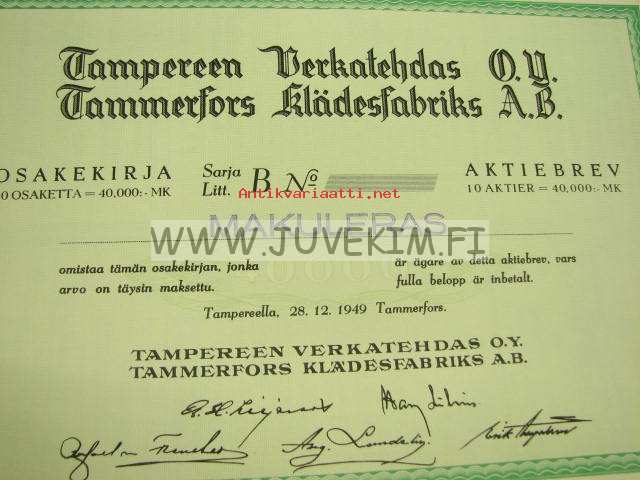 Tampereen Verkatehdas O.Y.
Tammerfors Klädesfabriks A.B.
OSAKEKIRJA
0 OSAKETTA = 40,000:- MK
Sarja
Litt. B No
AKTIEBREV
10 AKTIER = 40,000:- MK
Antikvariaatti.net
MAKULERAS
WWW.JUVEKIM.FI
omistaa tämän osakekirjan, jonka
arvo on täysin maksettu.
är ägare av detta aktiebrev, vars
fulla belopp är inbetalt.
Tampereella, 28. 12. 1949 Tammerfors.
TAMPEREEN VERKATEHDAS O.Y.
TAMMERFORS KLÄDESFABRIKS A.B.